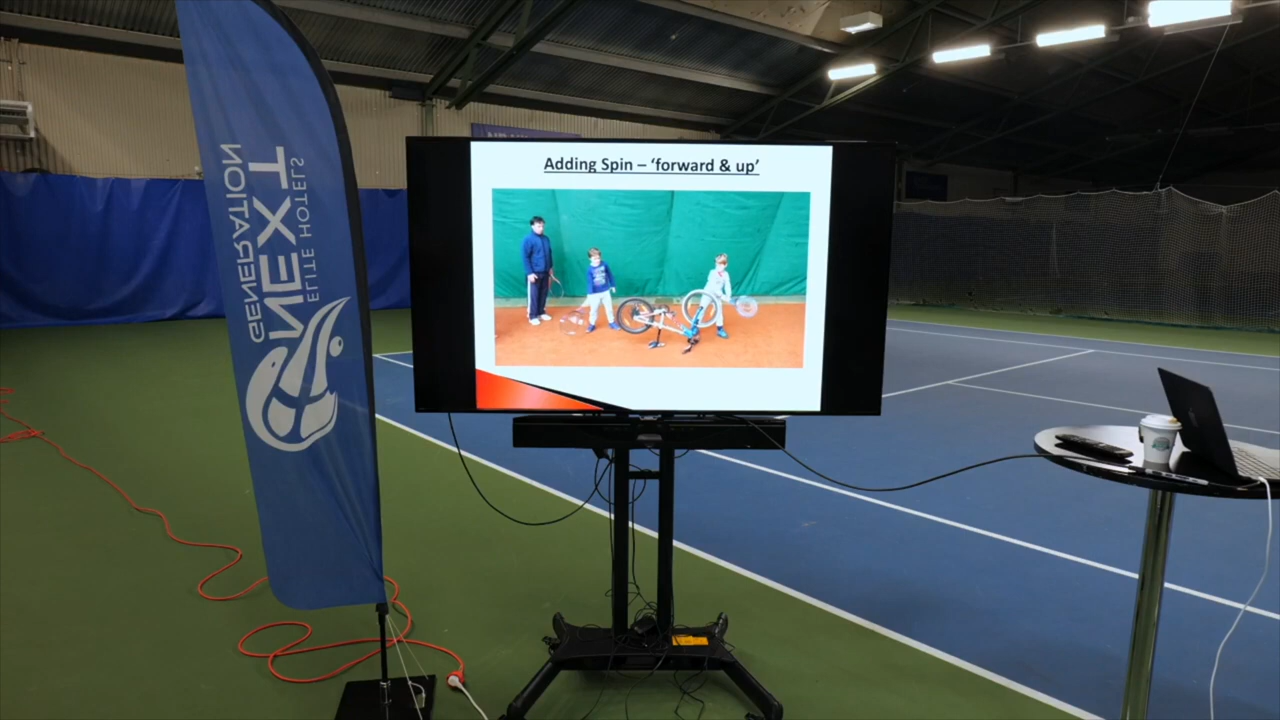 Adding Spin – ‘forward & up’
GENERATION
NEXT
ELITE HOTELS